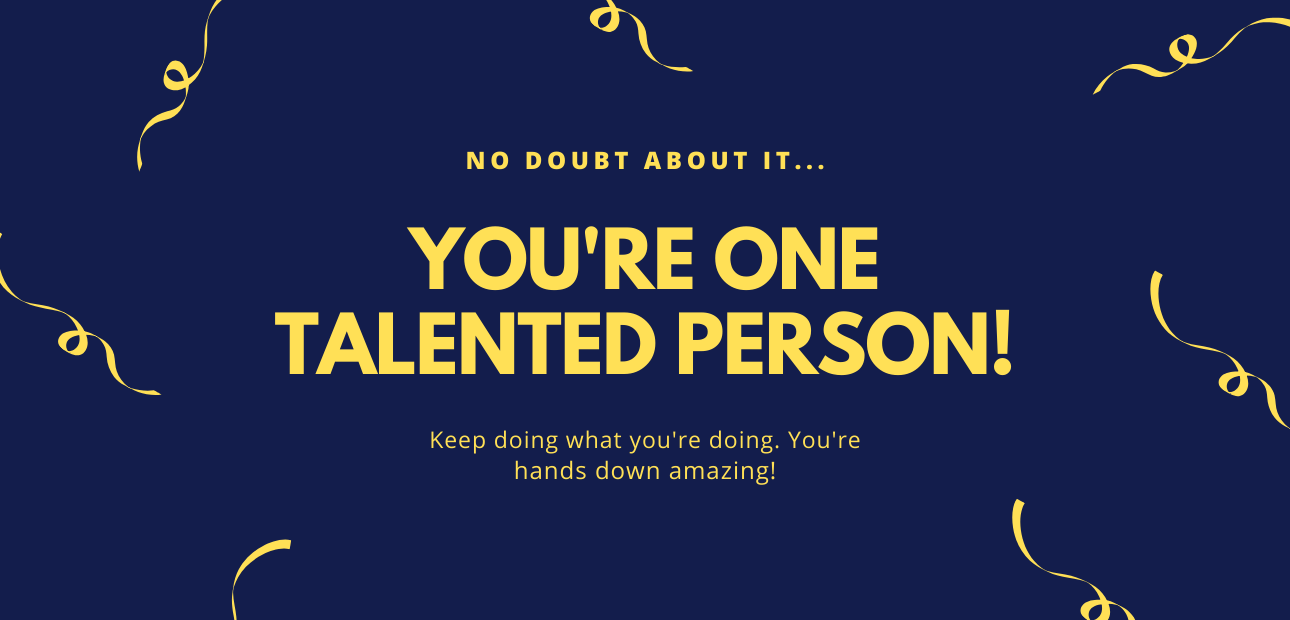 NO DOUBT ABOUT IT...
YOU'RE ONE
TALENTED PERSON!
Keep doing what you're doing. You're
hands down amazing!